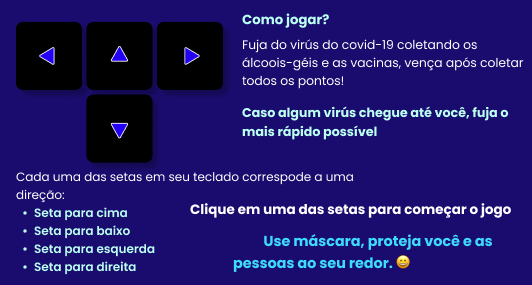 Como jogar?
Fuja do virús do covid-19 coletando os
álcoois-géis e as vacinas, vença após coletar
todos os pontos!
Caso algum virús chegue até você, fuja o
mais rápido possível
Cada uma das setas em seu teclado correspode a uma
direção:
• Seta para cima
• Seta para baixo
• Seta para esquerda
• Seta para direita
Clique em uma das setas para começar o jogo
Use máscara, proteja você e as
pessoas ao seu redor. 😄